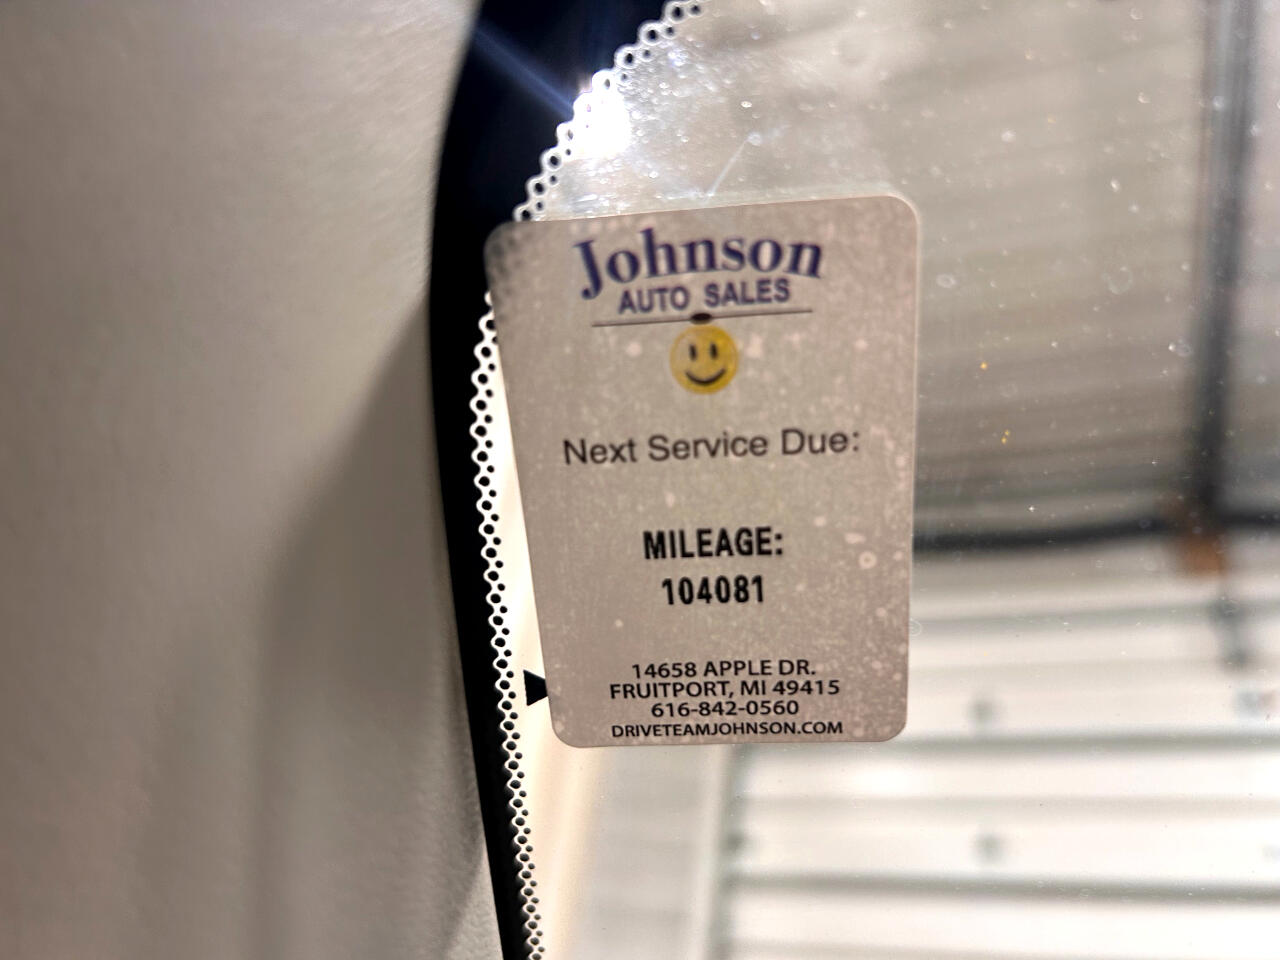 Johnson
AUTO SALES
Next Service Due:
MILEAGE:
104081
14658 APPLE DR.
FRUITPORT, MI 49415
616-842-0560
DRIVETEAMJOHNSON.COM